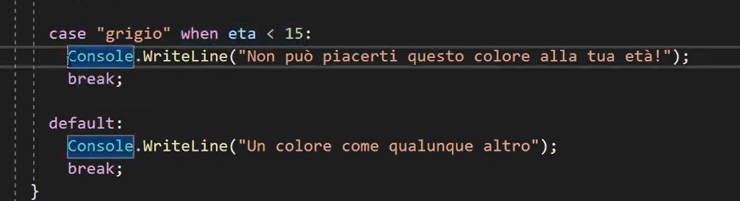 case "grigio" when eta < 15:
Console.WriteLine("Non può piacerti questo colore alla tua età!");
break;
default:
Console.WriteLine("Un colore come qualunque altro");
break;
}